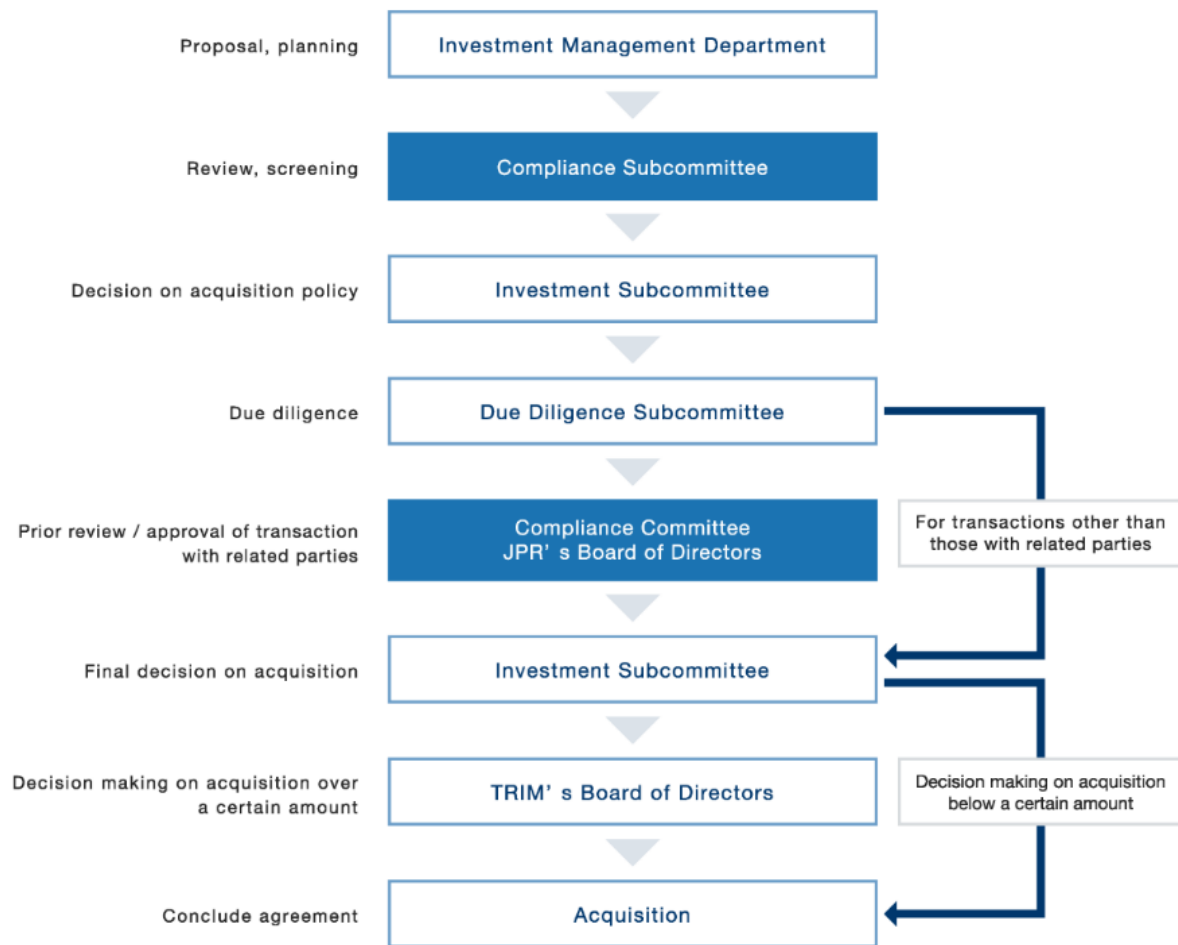 Proposal, planning
Investment Management Department
Review, screening
Compliance Subcommittee
Decision on acquisition policy
Investment Subcommittee
Due diligence
Due Diligence Subcommittee
Prior review / approval of transaction
with related parties
Compliance Committee
JPR' s Board of Directors
For transactions other than
those with related parties
Final decision on acquisition
Investment Subcommittee
Decision making on acquisition over
a certain amount
TRIM' s Board of Directors
Decision making on acquisition
below a certain amount
Conclude agreement
Acquisition